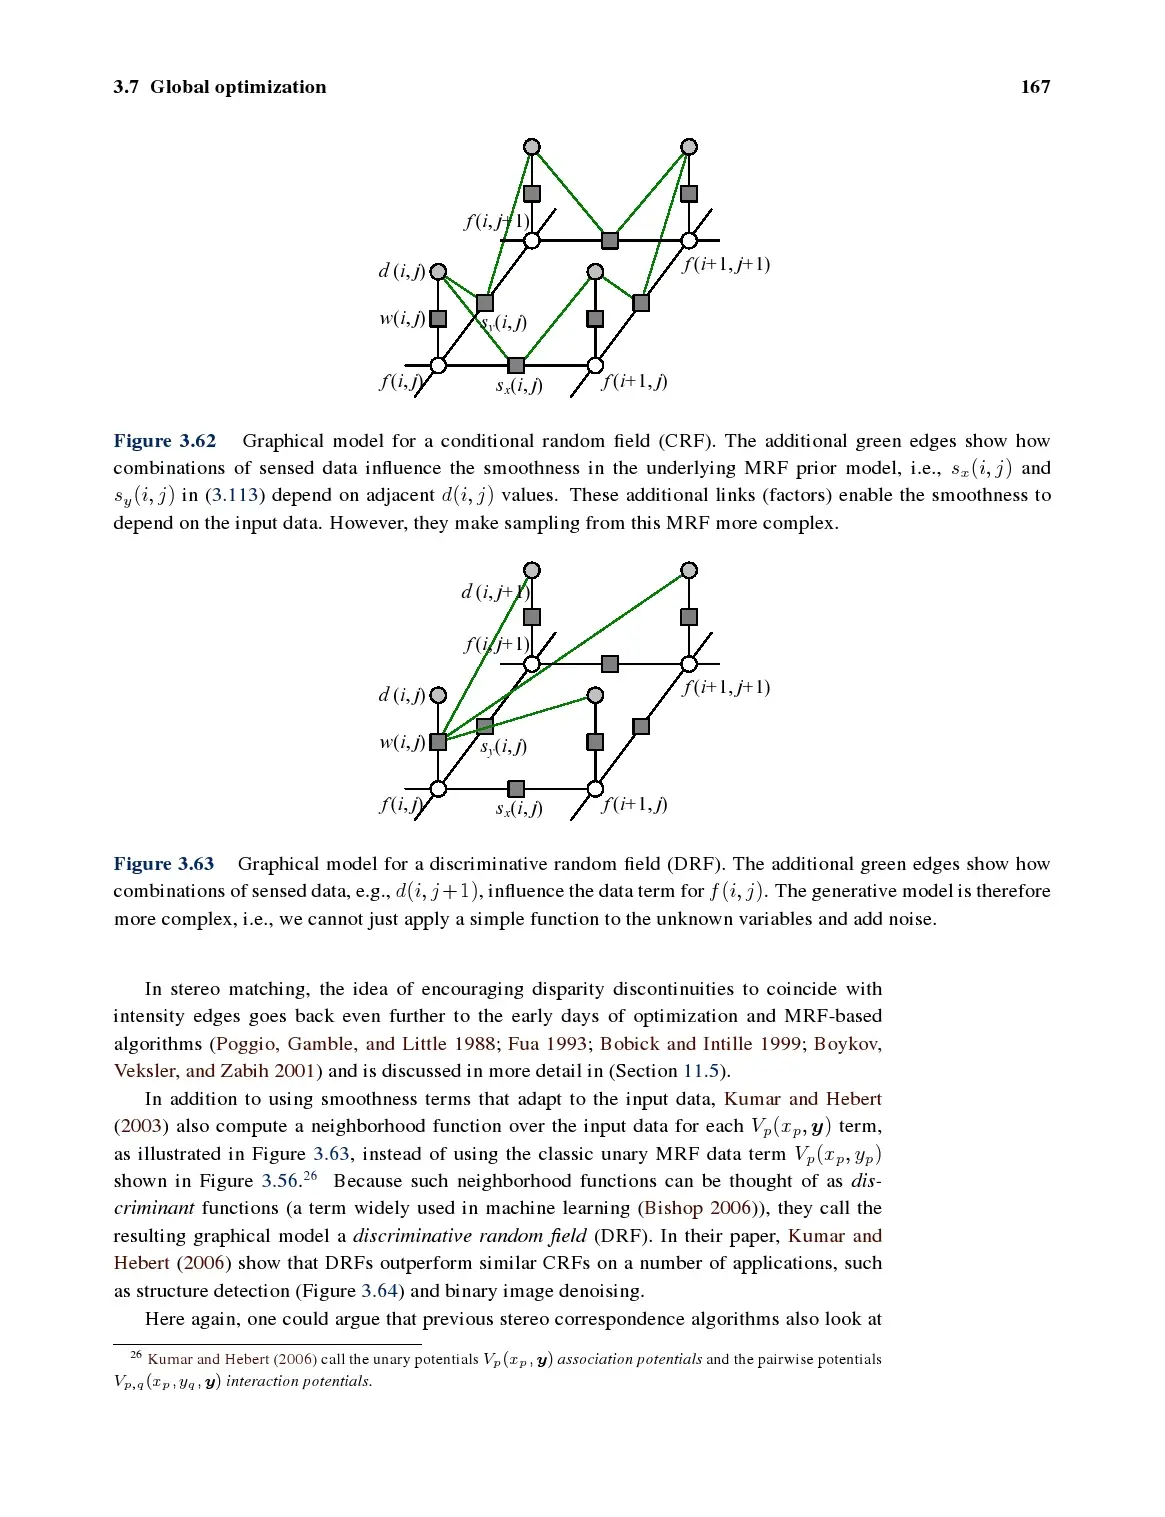 3.7 Global optimization 167
f(i, j+1)
f(i+1, j+1)
d(i, j)
w(i, j)
s_y(i, j)
f(i, j)
s_x(i, j)
f(i+1, j)
Figure 3.62 Graphical model for a conditional random field (CRF). The additional green edges show how
combinations of sensed data influence the smoothness in the underlying MRF prior model, i.e., s_x(i, j) and
s_y(i, j) in (3.113) depend on adjacent d(i, j) values. These additional links (factors) enable the smoothness to
depend on the input data. However, they make sampling from this MRF more complex.
d(i, j+1)
f(i, j+1)
f(i+1, j+1)
d(i, j)
w(i, j)
s_y(i, j)
f(i, j)
s_x(i, j)
f(i+1, j)
Figure 3.63 Graphical model for a discriminative random field (DRF). The additional green edges show how
combinations of sensed data, e.g., d(i, j+1), influence the data term for f(i, j). The generative model is therefore
more complex, i.e., we cannot just apply a simple function to the unknown variables and add noise.
In stereo matching, the idea of encouraging disparity discontinuities to coincide with
intensity edges goes back even further to the early days of optimization and MRF-based
algorithms (Poggio, Gamble, and Little 1988; Fua 1993; Bobick and Intille 1999; Boykov,
Veksler, and Zabih 2001) and is discussed in more detail in (Section 11.5).
In addition to using smoothness terms that adapt to the input data, Kumar and Hebert
(2003) also compute a neighborhood function over the input data for each V_p(x_p, y) term,
as illustrated in Figure 3.63, instead of using the classic unary MRF data term V_p(x_p, y_p)
shown in Figure 3.56.26 Because such neighborhood functions can be thought of as dis-
criminant functions (a term widely used in machine learning (Bishop 2006)), they call the
resulting graphical model a discriminative random field (DRF). In their paper, Kumar and
Hebert (2006) show that DRFs outperform similar CRFs on a number of applications, such
as structure detection (Figure 3.64) and binary image denoising.
Here again, one could argue that previous stereo correspondence algorithms also look at
26 Kumar and Hebert (2006) call the unary potentials V_p(x_p, y) association potentials and the pairwise potentials
V_p,q(x_p, y_q, y) interaction potentials.